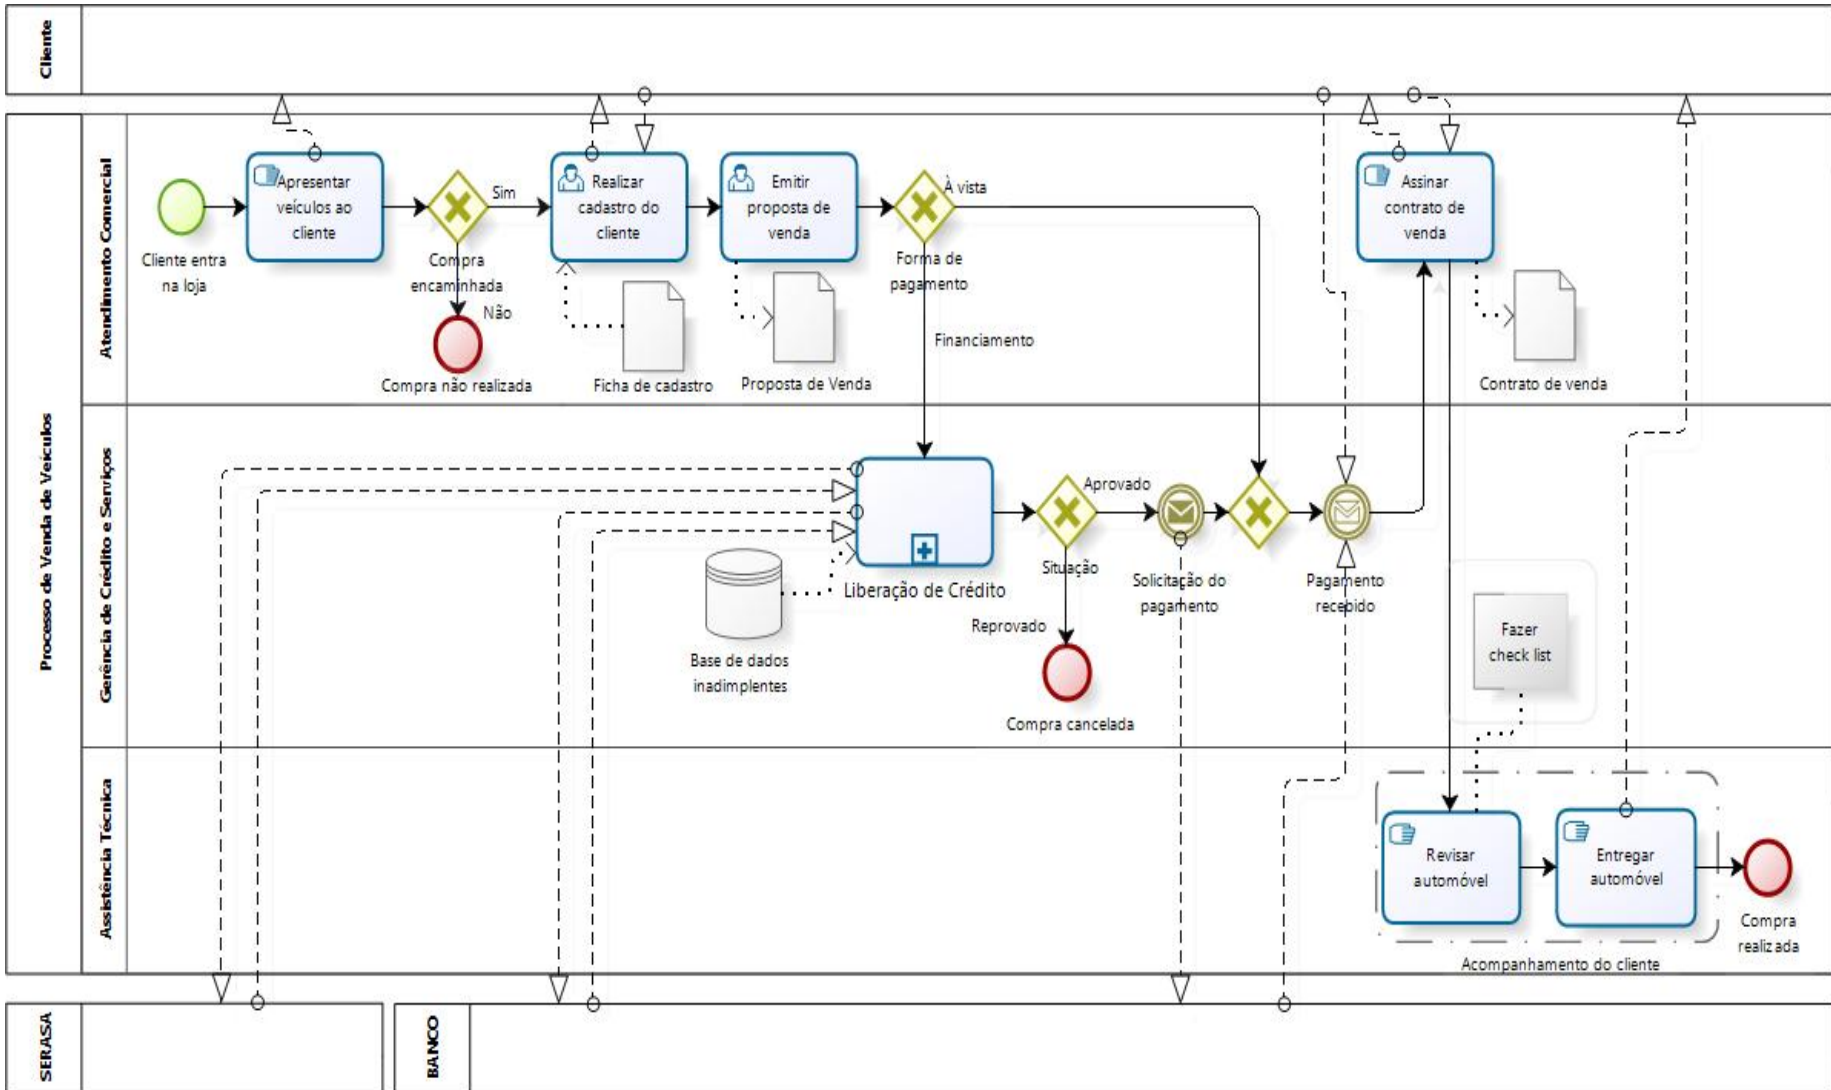 Cliente
Processo de Venda de Veículos
Atendimento Comercial
Cliente entra
na loja
Apresentar
veículos ao
cliente
Compra
encaminhada
Sim
Não
Compra não realizada
Realizar
cadastro do
cliente
Ficha de cadastro
Emitir
proposta de
venda
Proposta de Venda
Forma de
pagamento
À vista
Financiamento
Assinar
contrato de
venda
Contrato de venda
Gerência de Crédito e Serviços
Base de dados
inadimplentes
Liberação de Crédito
Situação
Aprovado
Reprovado
Compra cancelada
Solicitação do
pagamento
Pagamento
recebido
Fazer
check list
Assistência Técnica
Revisar
automóvel
Entregar
automóvel
Acompanhamento do cliente
Compra
realizada
SERASA
BANCO